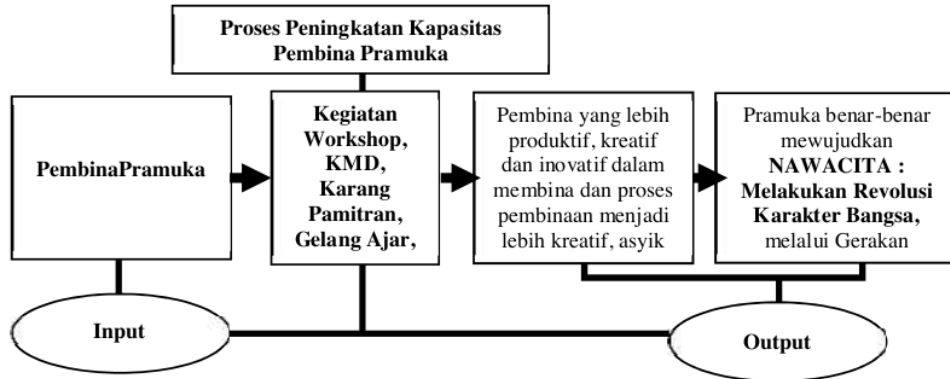 Proses Peningkatan Kapasitas
Pembina Pramuka
PembinaPramuka
Kegiatan
Workshop,
KMD,
Karang
Pamitran,
Gelang Ajar,
Pembina yang lebih
produktif, kreatif
dan inovatif dalam
membina dan proses
pembinaan menjadi
lebih kreatif, asyik
Pramuka benar-benar
mewujudkan
NAWACITA :
Melakukan Revolusi
Karakter Bangsa,
melalui Gerakan
Input
Output